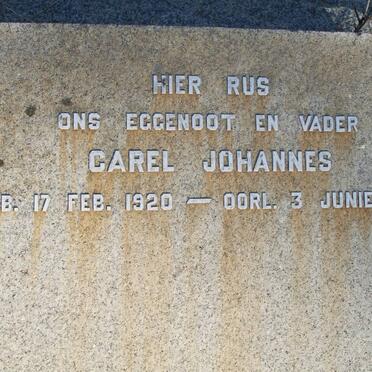 HIER RUS
ONS EGGENOOT EN VADER
CAREL JOHANNES
B. 17 FEB. 1920 — OORL. 3 JUNIE